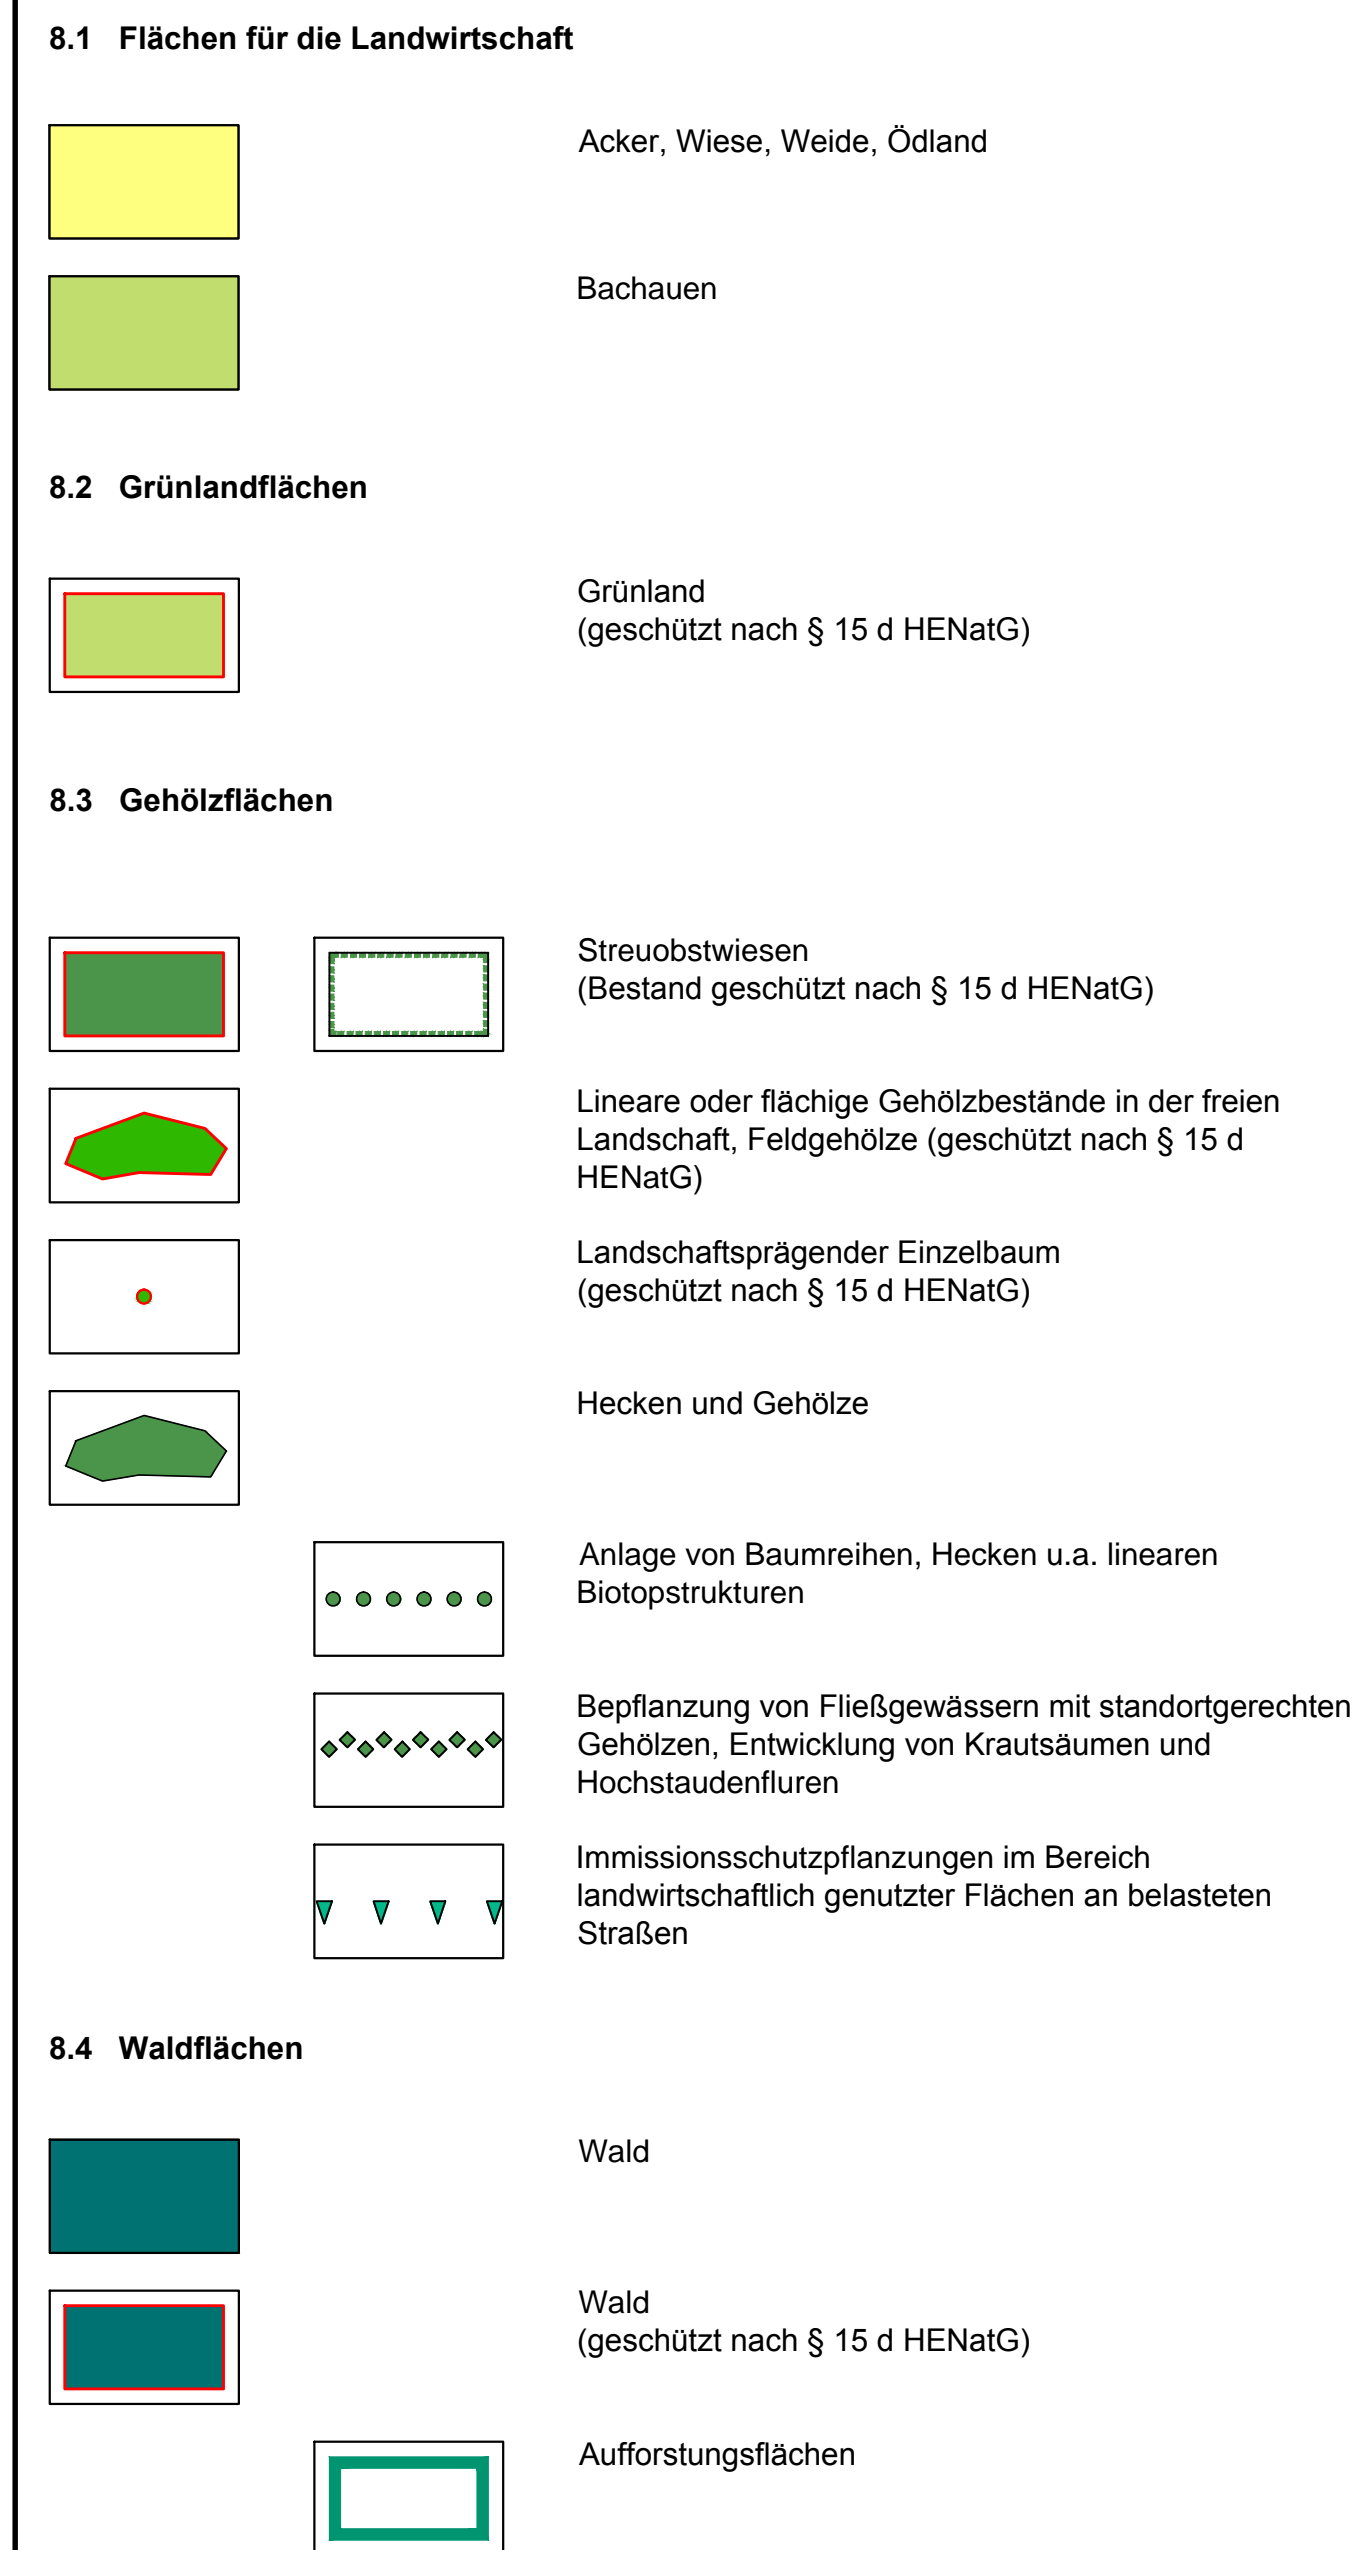 8.1 Flächen für die Landwirtschaft
Acker, Wiese, Weide, Ödland
Bachauen
8.2 Grünlandflächen
Grünland
(geschützt nach § 15 d HENatG)
8.3 Gehölzflächen
Streuobstwiesen
(Bestand geschützt nach § 15 d HENatG)
Lineare oder flächige Gehölzbestände in der freien
Landschaft, Feldgehölze (geschützt nach § 15 d
HENatG)
Landschaftsprägender Einzelbaum
(geschützt nach § 15 d HENatG)
Hecken und Gehölze
Anlage von Baumreihen, Hecken u.a. linearen
Biotopstrukturen
Bepflanzung von Fließgewässern mit standortgerechten
Gehölzen, Entwicklung von Krautsäumen und
Hochstaudenfluren
Immissionsschutzpflanzungen im Bereich
landwirtschaftlich genutzter Flächen an belasteten
Straßen
8.4 Waldflächen
Wald
Wald
(geschützt nach § 15 d HENatG)
Aufforstungsflächen